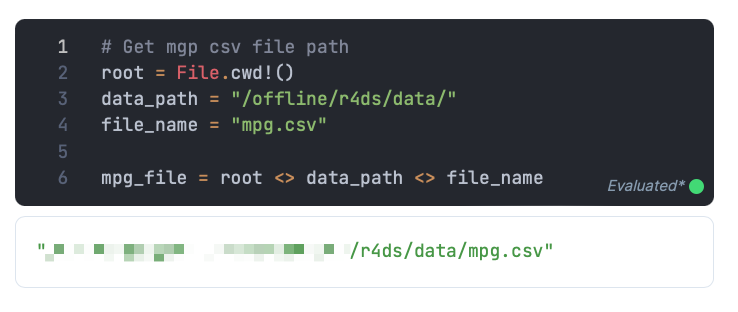 1 # Get mgp csv file path
2 root = File.cwd!()
3 data_path = "/offline/r4ds/data/"
4 file_name = "mpg.csv"
5
6 mpg_file = root <> data_path <> file_name
Evaluated*
" /r4ds/data/mpg.csv"